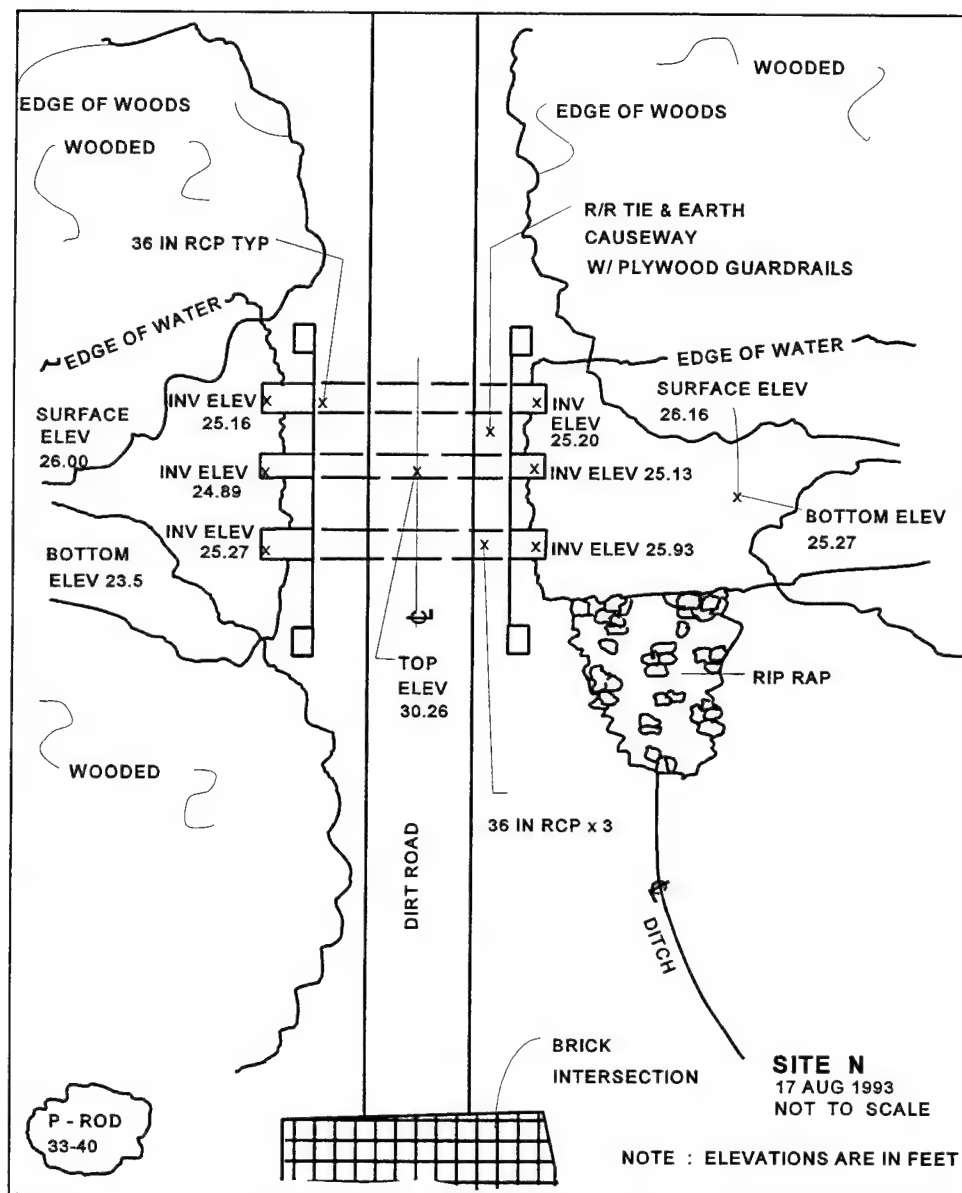 WOODED
EDGE OF WOODS
EDGE OF WOODS
WOODED
R/R TIE & EARTH
CAUSEWAY
W/ PLYWOOD GUARDRAILS
36 IN RCP TYP
EDGE OF WATER
EDGE OF WATER
SURFACE ELEV
26.16
INV ELEV
25.16
INV
ELEV
25.20
SURFACE
ELEV
26.00
INV ELEV
24.89
INV ELEV 25.13
BOTTOM ELEV
25.27
INV ELEV
25.27
INV ELEV 25.93
BOTTOM
ELEV 23.5
TOP
ELEV
30.26
RIP RAP
WOODED
36 IN RCP x 3
DIRT ROAD
DITCH
BRICK
INTERSECTION
SITE N
17 AUG 1993
NOT TO SCALE
P - ROD
33-40
NOTE : ELEVATIONS ARE IN FEET